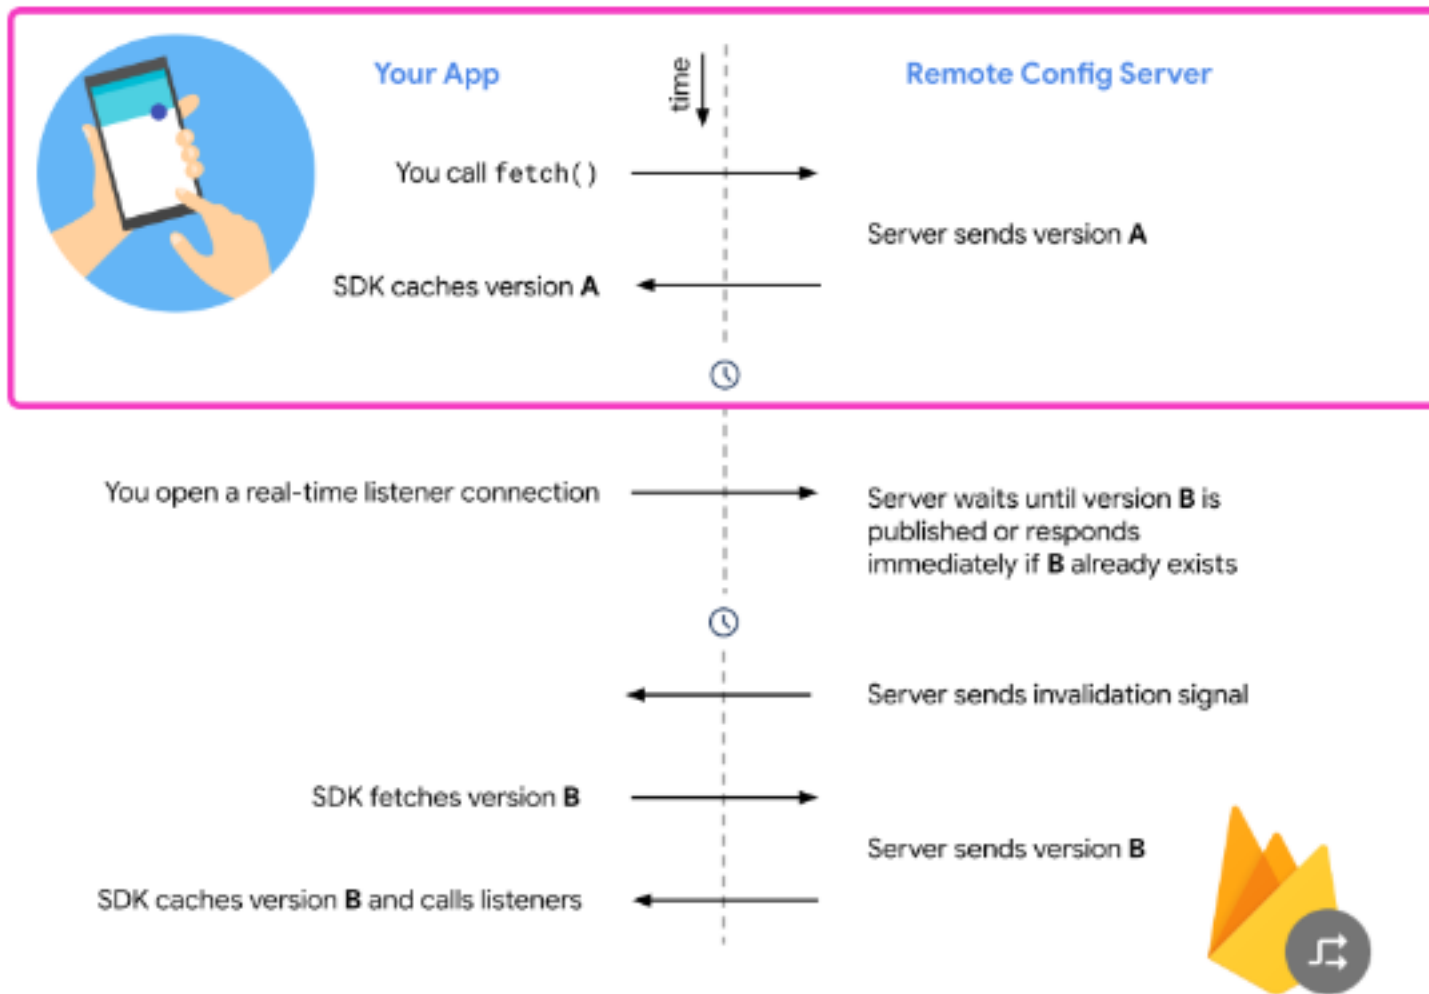 Your App
time
Remote Config Server
You call fetch()
Server sends version A
SDK caches version A
You open a real-time listener connection
Server waits until version B is
published or responds
immediately if B already exists
Server sends invalidation signal
SDK fetches version B
Server sends version B
SDK caches version B and calls listeners